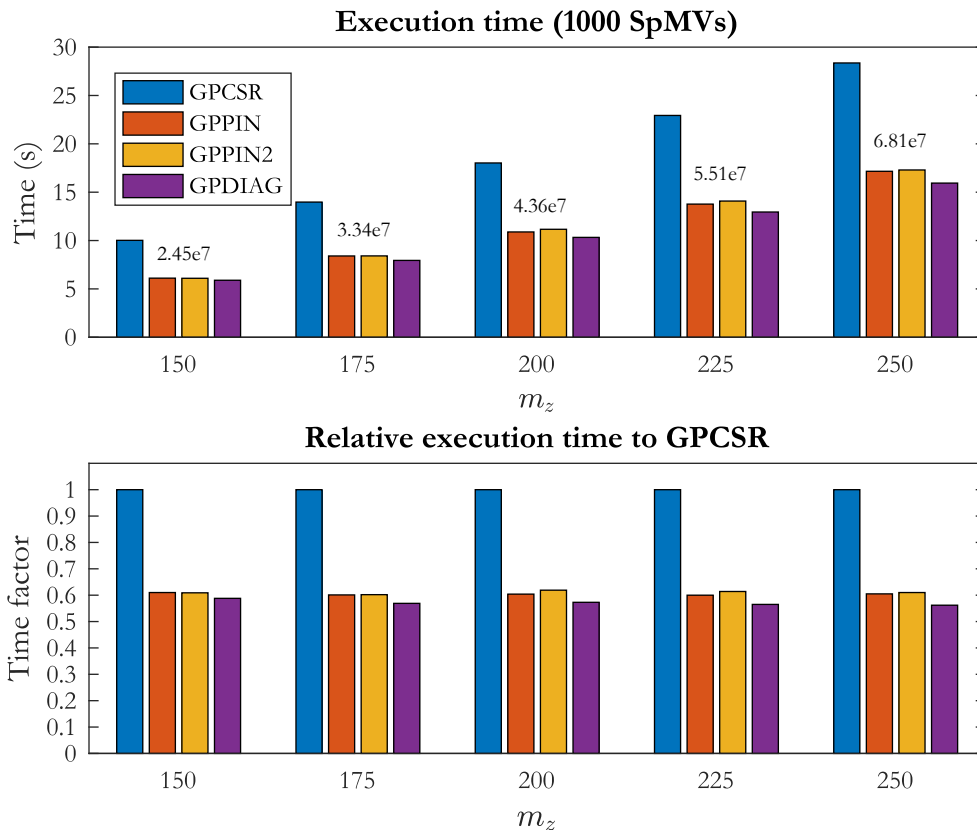 Execution time (1000 SpMVs)
30
25
20
15
10
5
0
Time (s)
GPCSR
GPPIN
GPPIN2
GPDIAG
2.45e7
3.34e7
4.36e7
5.51e7
6.81e7
150 175 200 225 250
m_z
Relative execution time to GPCSR
1
0.9
0.8
0.7
0.6
0.5
0.4
0.3
0.2
0.1
0
Time factor
150 175 200 225 250
m_z